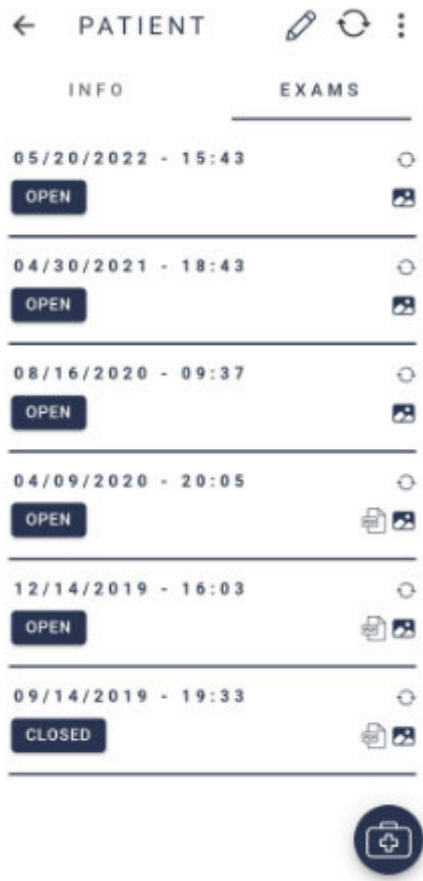 PATIENT
INFO EXAMS
05/20/2022 - 15:43
OPEN
04/30/2021 - 18:43
OPEN
08/16/2020 - 09:37
OPEN
04/09/2020 - 20:05
OPEN
12/14/2019 - 16:03
OPEN
09/14/2019 - 19:33
CLOSED